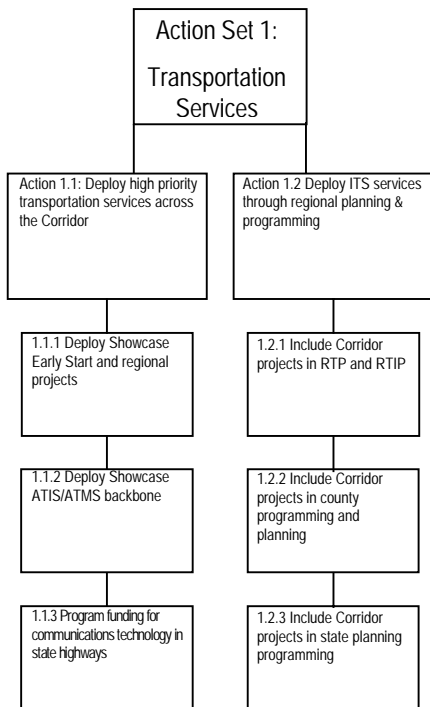 Action Set 1:
Transportation
Services
Action 1.1: Deploy high priority
transportation services across
the Corridor
1.1.1 Deploy Showcase
Early Start and regional
projects
1.1.2 Deploy Showcase
ATIS/ATMS backbone
1.1.3 Program funding for
communications technology in
state highways
Action 1.2 Deploy ITS services
through regional planning &
programming
1.2.1 Include Corridor
projects in RTP and RTIP
1.2.2 Include Corridor
projects in county
programming and
planning
1.2.3 Include Corridor
projects in state planning
programming